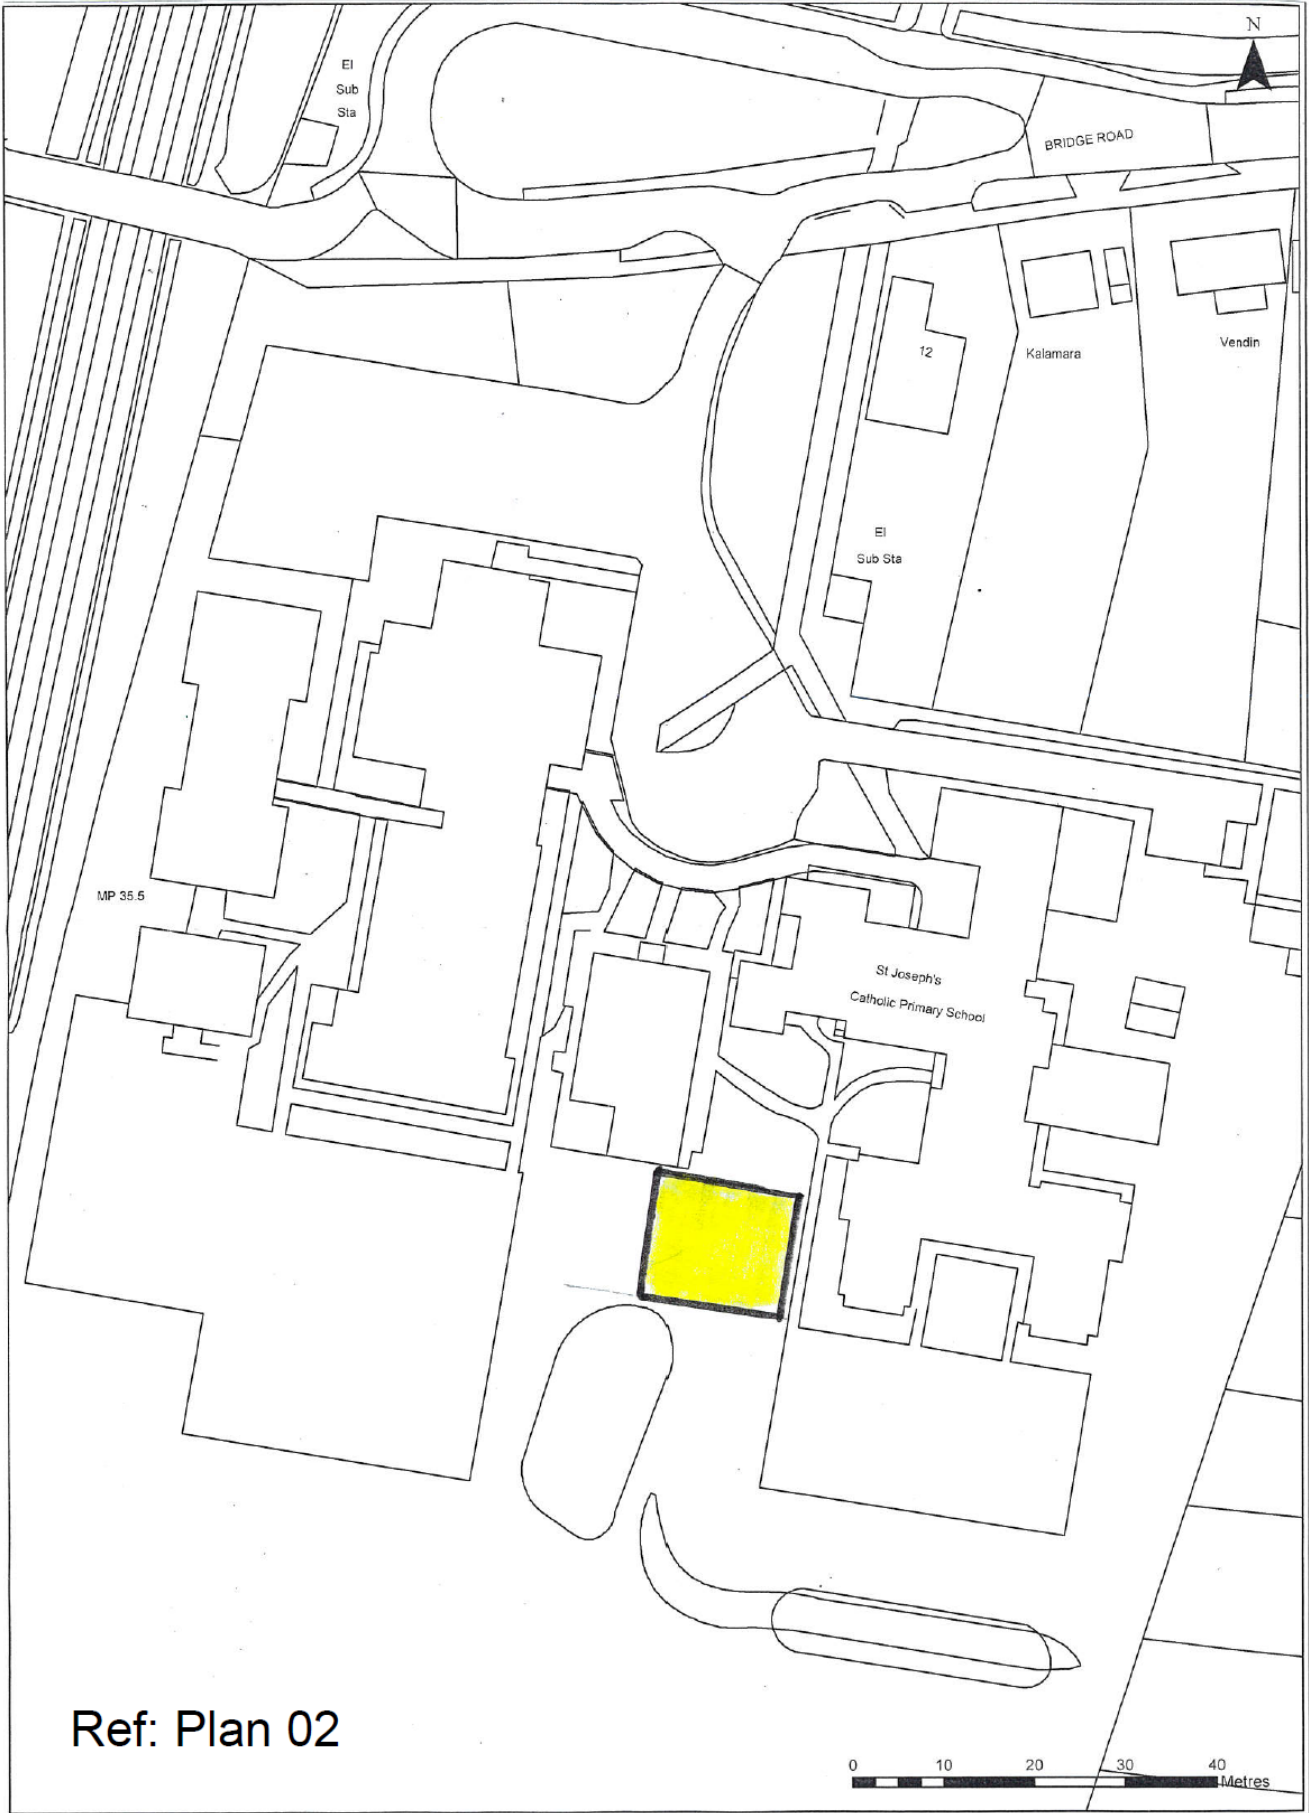 N
El
Sub
Sta
BRIDGE ROAD
12
Kalamara
Vendin
El
Sub Sta
MP 35.5
St Joseph's
Catholic Primary School
Ref: Plan 02
0 10 20 30 40
Metres